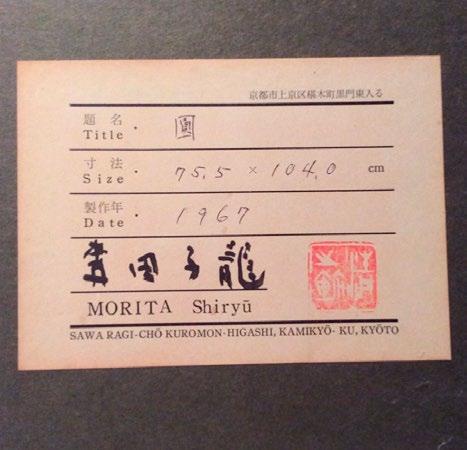 京都市上京区椹木町黒門東入る
題名
Title ・ 圓
寸法
Size ・ 75.5 × 104.0 cm
製作年
Date ・ 1967
森田子龍
MORITA Shiryū
SAWA RAGI-CHŌ KUROMON-HIGASHI, KAMIKYŌ- KU, KYŌTO